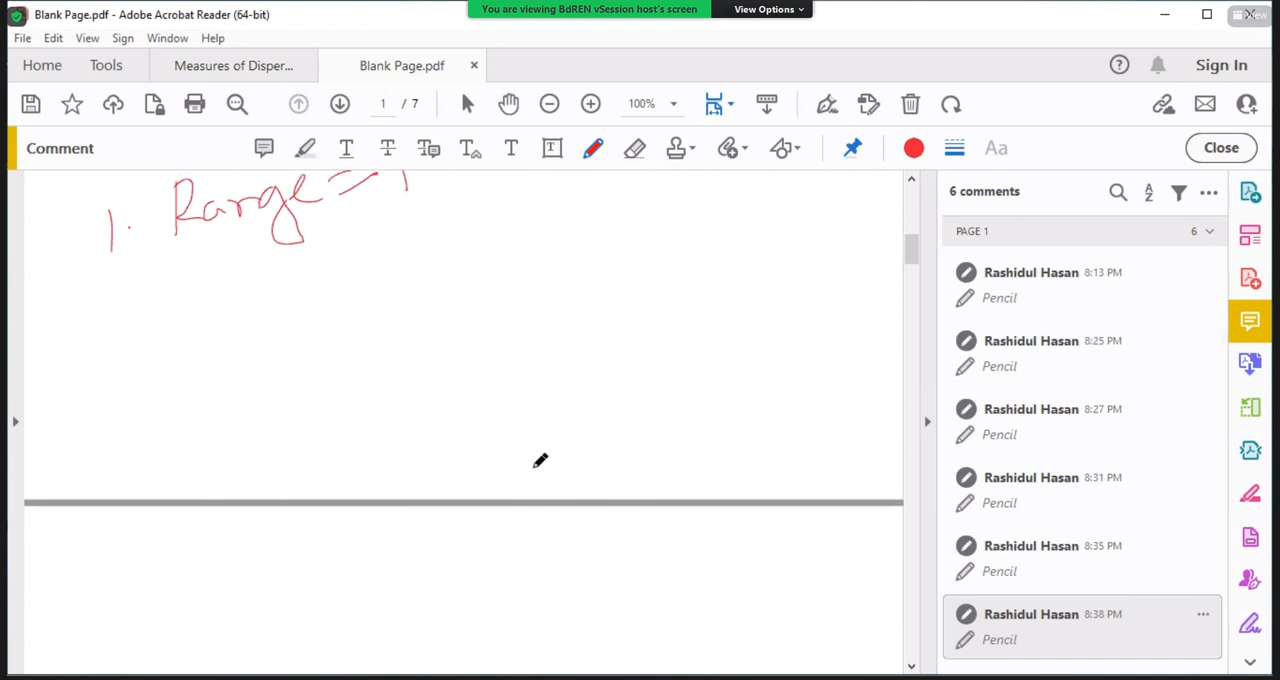 Blank Page.pdf - Adobe Acrobat Reader (64-bit)
You are viewing BdREN vSession host's screen
View Options
View
File Edit View Sign Window Help
Home Tools Measures of Disper... Blank Page.pdf × Sign In
1 / 7 100%
Comment Aa Close
1. Range =
6 comments
PAGE 1 6
Rashidul Hasan 8:13 PM
Pencil
Rashidul Hasan 8:25 PM
Pencil
Rashidul Hasan 8:27 PM
Pencil
Rashidul Hasan 8:31 PM
Pencil
Rashidul Hasan 8:35 PM
Pencil
Rashidul Hasan 8:38 PM
Pencil